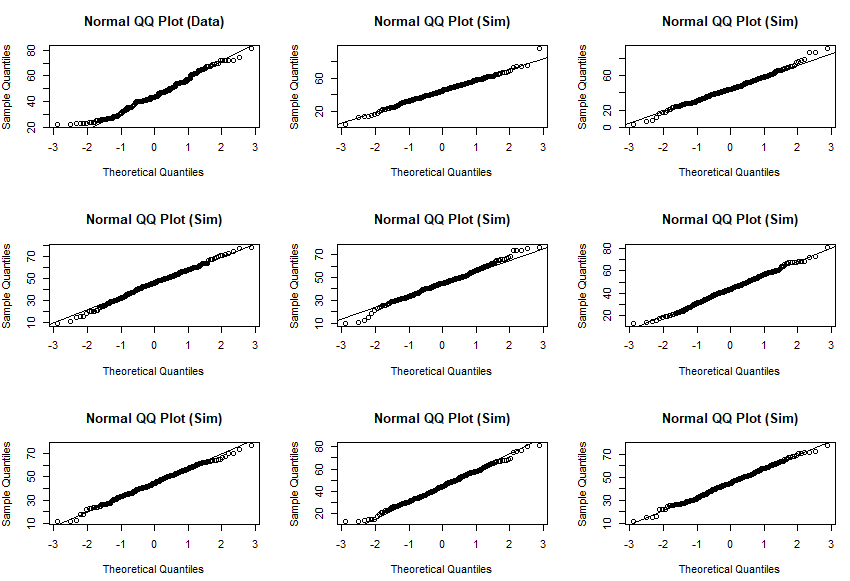 Normal QQ Plot (Data)
Sample Quantiles
20 40 60 80
-3 -2 -1 0 1 2 3
Theoretical Quantiles
Normal QQ Plot (Sim)
Sample Quantiles
20 60
-3 -2 -1 0 1 2 3
Theoretical Quantiles
Normal QQ Plot (Sim)
Sample Quantiles
0 40 80
-3 -2 -1 0 1 2 3
Theoretical Quantiles
Normal QQ Plot (Sim)
Sample Quantiles
10 30 50 70
-3 -2 -1 0 1 2 3
Theoretical Quantiles
Normal QQ Plot (Sim)
Sample Quantiles
10 30 50 70
-3 -2 -1 0 1 2 3
Theoretical Quantiles
Normal QQ Plot (Sim)
Sample Quantiles
20 40 60 80
-3 -2 -1 0 1 2 3
Theoretical Quantiles
Normal QQ Plot (Sim)
Sample Quantiles
10 30 50 70
-3 -2 -1 0 1 2 3
Theoretical Quantiles
Normal QQ Plot (Sim)
Sample Quantiles
20 40 60 80
-3 -2 -1 0 1 2 3
Theoretical Quantiles
Normal QQ Plot (Sim)
Sample Quantiles
10 30 50 70
-3 -2 -1 0 1 2 3
Theoretical Quantiles